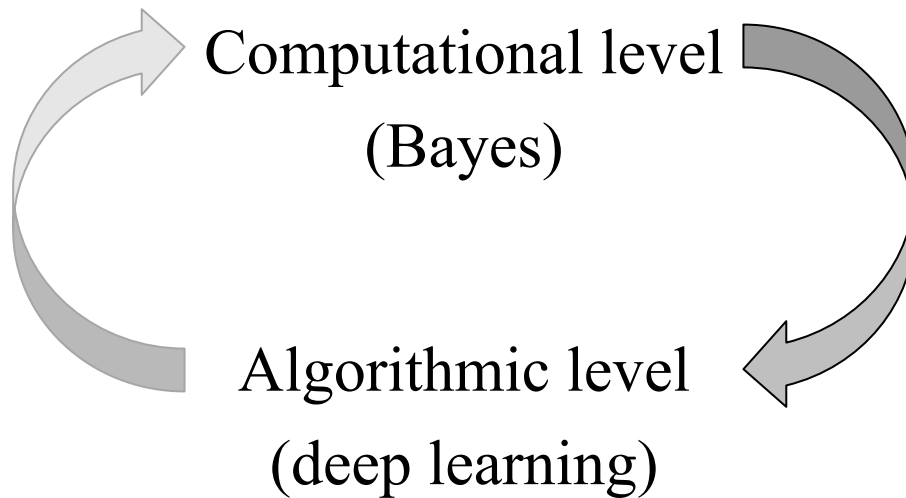 Computational level
(Bayes)
Algorithmic level
(deep learning)